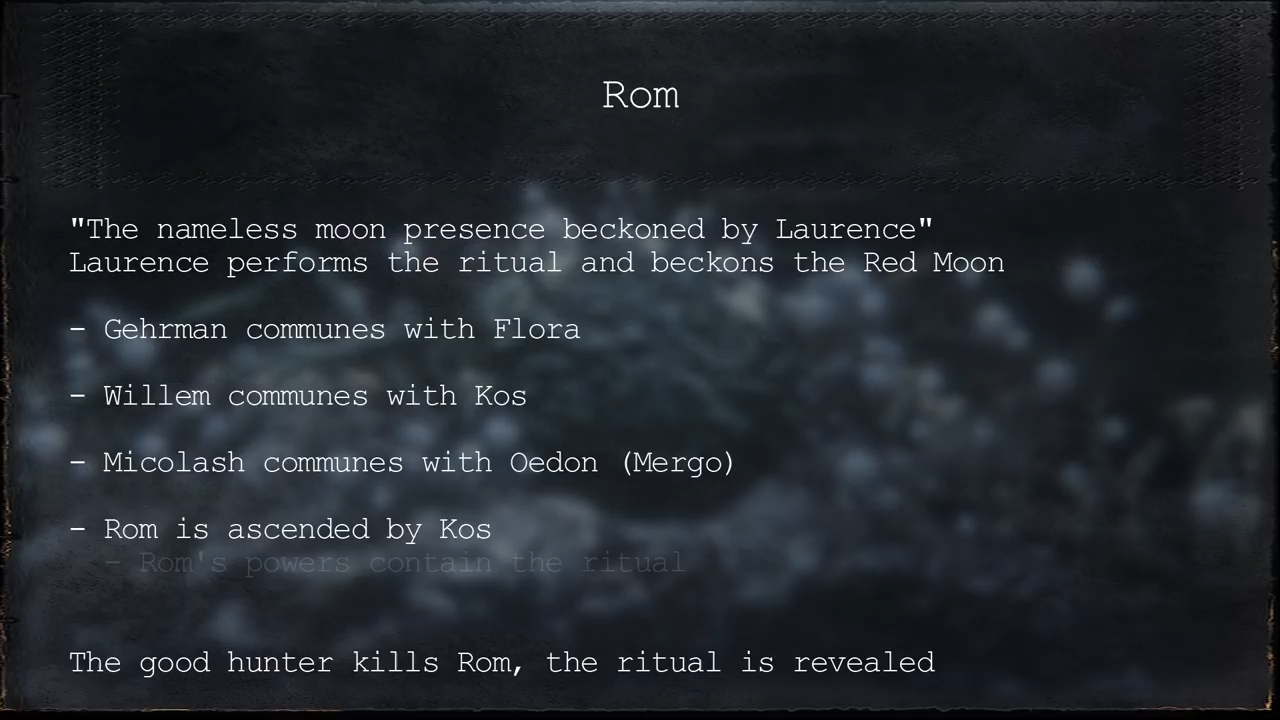 Rom
"The nameless moon presence beckoned by Laurence"
Laurence performs the ritual and beckons the Red Moon
- Gehrman communes with Flora
- Willem communes with Kos
- Micolash communes with Oedon (Mergo)
- Rom is ascended by Kos
- Rom's powers contain the ritual
The good hunter kills Rom, the ritual is revealed